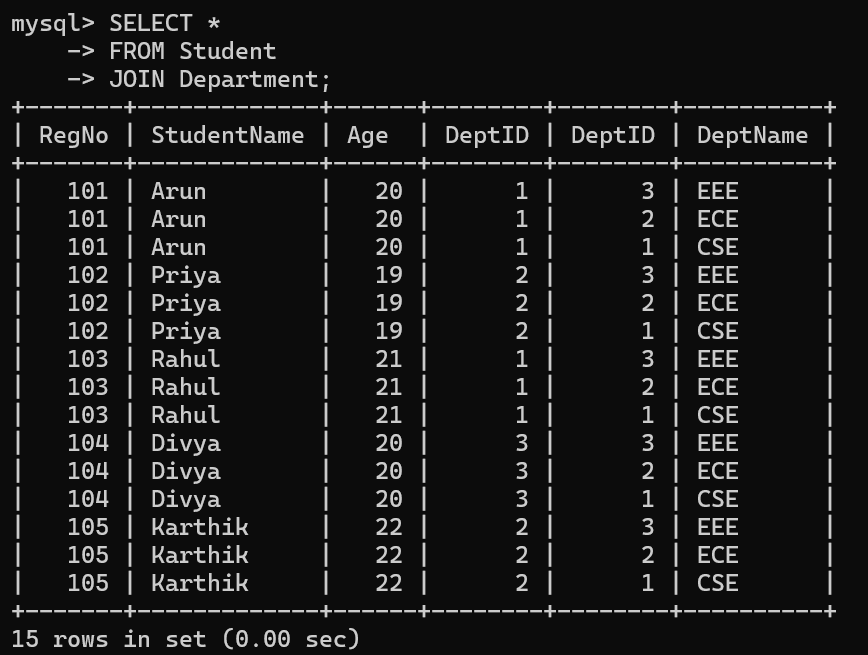 mysql> SELECT *
    -> FROM Student
    -> JOIN Department;
+-------+-------------+------+--------+--------+----------+
| RegNo | StudentName | Age  | DeptID | DeptID | DeptName |
+-------+-------------+------+--------+--------+----------+
|   101 | Arun        |   20 |      1 |      3 | EEE      |
|   101 | Arun        |   20 |      1 |      2 | ECE      |
|   101 | Arun        |   20 |      1 |      1 | CSE      |
|   102 | Priya       |   19 |      2 |      3 | EEE      |
|   102 | Priya       |   19 |      2 |      2 | ECE      |
|   102 | Priya       |   19 |      2 |      1 | CSE      |
|   103 | Rahul       |   21 |      1 |      3 | EEE      |
|   103 | Rahul       |   21 |      1 |      2 | ECE      |
|   103 | Rahul       |   21 |      1 |      1 | CSE      |
|   104 | Divya       |   20 |      3 |      3 | EEE      |
|   104 | Divya       |   20 |      3 |      2 | ECE      |
|   104 | Divya       |   20 |      3 |      1 | CSE      |
|   105 | Karthik     |   22 |      2 |      3 | EEE      |
|   105 | Karthik     |   22 |      2 |      2 | ECE      |
|   105 | Karthik     |   22 |      2 |      1 | CSE      |
+-------+-------------+------+--------+--------+----------+
15 rows in set (0.00 sec)